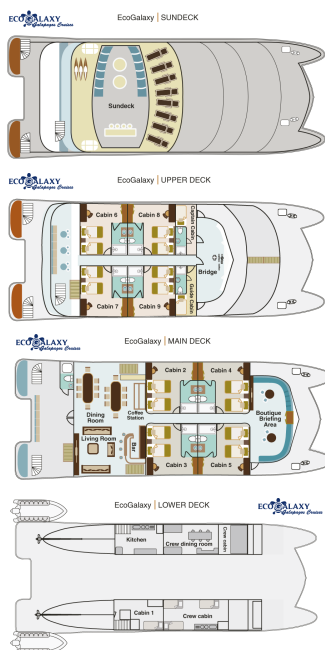 ECOGALAXY
Galapagos Cruises
EcoGalaxy | SUNDECK
Sundeck
ECOGALAXY
Galapagos Cruises
EcoGalaxy | UPPER DECK
Cabin 6
Cabin 8
Captain Cabin
Bridge
Guide Cabin
Cabin 7
Cabin 9
ECOGALAXY
Galapagos Cruises
EcoGalaxy | MAIN DECK
Cabin 2
Cabin 4
Dining
Room
Coffee
Station
Boutique
Briefing
Area
Living Room
Bar
Cabin 3
Cabin 5
EcoGalaxy | LOWER DECK
ECOGALAXY
Galapagos Cruises
Kitchen
Crew dining room
Crew cabin
Cabin 1
Crew cabin